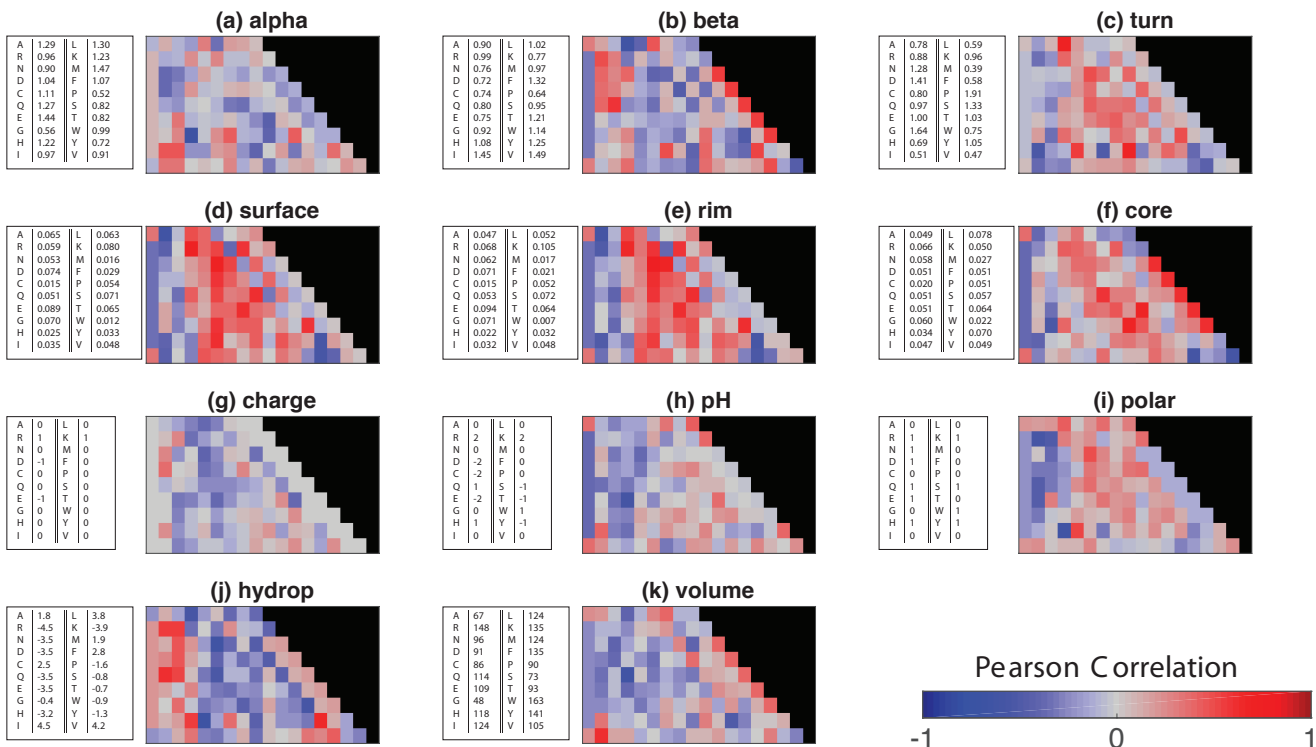 (a) alpha
A 1.29 L 1.30
R 0.96 K 1.23
N 0.90 M 1.47
D 1.04 F 1.07
C 1.11 P 0.52
Q 1.27 S 0.82
E 1.44 T 0.82
G 0.56 W 0.99
H 1.22 Y 0.72
I 0.97 V 0.91
(b) beta
A 0.90 L 1.02
R 0.99 K 0.77
N 0.76 M 0.97
D 0.72 F 1.32
C 0.74 P 0.64
Q 0.80 S 0.95
E 0.75 T 1.21
G 0.92 W 1.14
H 1.08 Y 1.25
I 1.45 V 1.49
(c) turn
A 0.78 L 0.59
R 0.88 K 0.96
N 1.28 M 0.39
D 1.41 F 0.58
C 0.80 P 1.91
Q 0.97 S 1.33
E 1.00 T 1.03
G 1.64 W 0.75
H 0.69 Y 1.05
I 0.51 V 0.47
(d) surface
A 0.065 L 0.063
R 0.059 K 0.080
N 0.053 M 0.016
D 0.074 F 0.029
C 0.015 P 0.054
Q 0.051 S 0.071
E 0.089 T 0.065
G 0.070 W 0.012
H 0.025 Y 0.033
I 0.035 V 0.048
(e) rim
A 0.047 L 0.052
R 0.068 K 0.105
N 0.062 M 0.017
D 0.071 F 0.021
C 0.015 P 0.052
Q 0.053 S 0.072
E 0.094 T 0.064
G 0.071 W 0.007
H 0.022 Y 0.032
I 0.032 V 0.048
(f) core
A 0.049 L 0.078
R 0.066 K 0.050
N 0.058 M 0.027
D 0.051 F 0.051
C 0.020 P 0.051
Q 0.051 S 0.057
E 0.051 T 0.064
G 0.060 W 0.022
H 0.034 Y 0.070
I 0.047 V 0.049
(g) charge
A 0 L 0
R 1 K 1
N 0 M 0
D -1 F 0
C 0 P 0
Q 0 S 0
E -1 T 0
G 0 W 0
H 0 Y 0
I 0 V 0
(h) pH
A 0 L 0
R 2 K 2
N 0 M 0
D -2 F 0
C -2 P 0
Q 1 S -1
E -2 T -1
G 0 W 1
H 1 Y -1
I 0 V 0
(i) polar
A 0 L 0
R 1 K 1
N 1 M 0
D 1 F 0
C 0 P 0
Q 1 S 1
E 1 T 0
G 0 W 1
H 1 Y 1
I 0 V 0
(j) hydrop
A 1.8 L 3.8
R -4.5 K -3.9
N -3.5 M 1.9
D -3.5 F 2.8
C 2.5 P -1.6
Q -3.5 S -0.8
E -3.5 T -0.7
G -0.4 W -0.9
H -3.2 Y -1.3
I 4.5 V 4.2
(k) volume
A 67 L 124
R 148 K 135
N 96 M 124
D 91 F 135
C 86 P 90
Q 114 S 73
E 109 T 93
G 48 W 163
H 118 Y 141
I 124 V 105
Pearson Correlation
-1 0 1